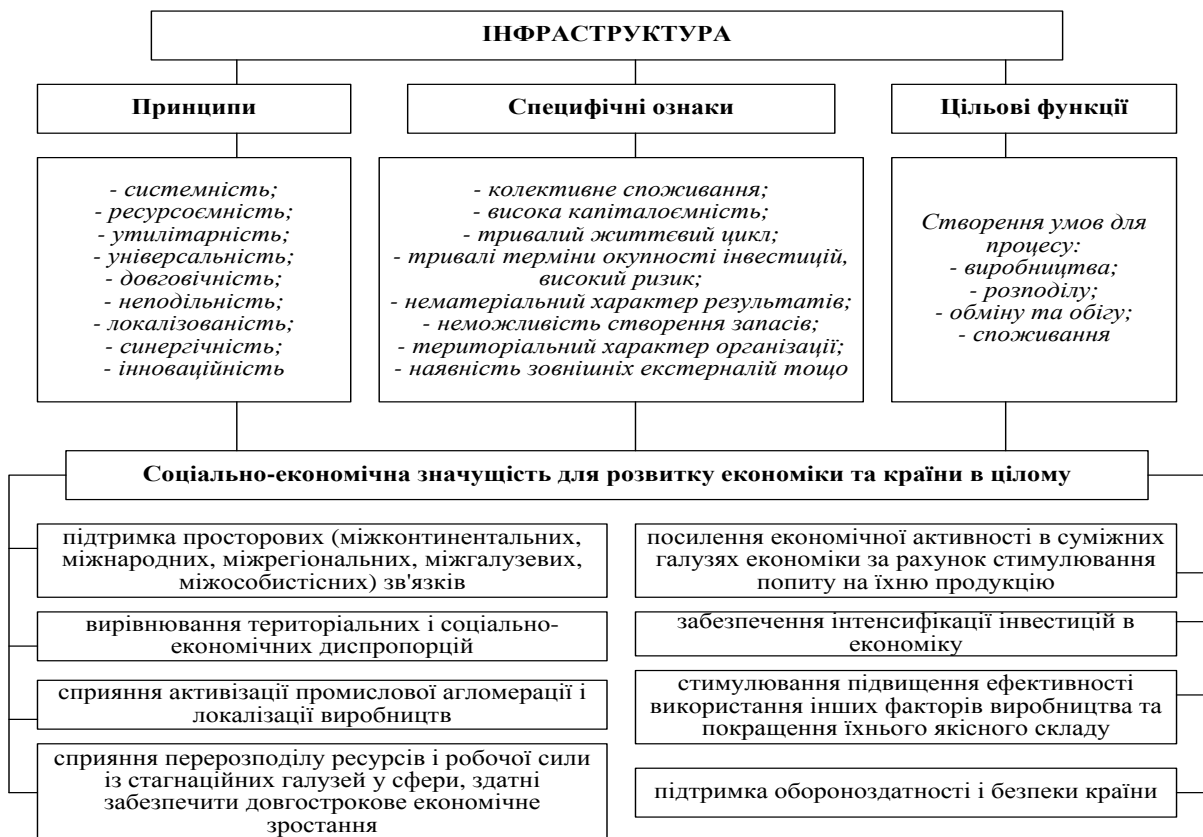 ІНФРАСТРУКТУРА
Принципи
Специфічні ознаки
Цільові функції
- системність;
- ресурсоємність;
- утилітарність;
- універсальність;
- довговічність;
- неподільність;
- локалізованість;
- синергічність;
- інноваційність
- колективне споживання;
- висока капіталоємність;
- тривалий життєвий цикл;
- тривалі терміни окупності інвестицій,
високий ризик;
- нематеріальний характер результатів;
- неможливість створення запасів;
- територіальний характер організації;
- наявність зовнішніх екстерналій тощо
Створення умов для
процесу:
- виробництва;
- розподілу;
- обміну та обігу;
- споживання
Соціально-економічна значущість для розвитку економіки та країни в цілому
підтримка просторових (міжконтинентальних,
міжнародних, міжрегіональних, міжгалузевих,
міжособистісних) зв'язків
вирівнювання територіальних і соціально-
економічних диспропорцій
сприяння активізації промислової агломерації і
локалізації виробництв
сприяння перерозподілу ресурсів і робочої сили
із стагнаційних галузей у сфери, здатні
забезпечити довгострокове економічне
зростання
посилення економічної активності в суміжних
галузях економіки за рахунок стимулювання
попиту на їхню продукцію
забезпечення інтенсифікації інвестицій в
економіку
стимулювання підвищення ефективності
використання інших факторів виробництва та
покращення їхнього якісного складу
підтримка обороноздатності і безпеки країни